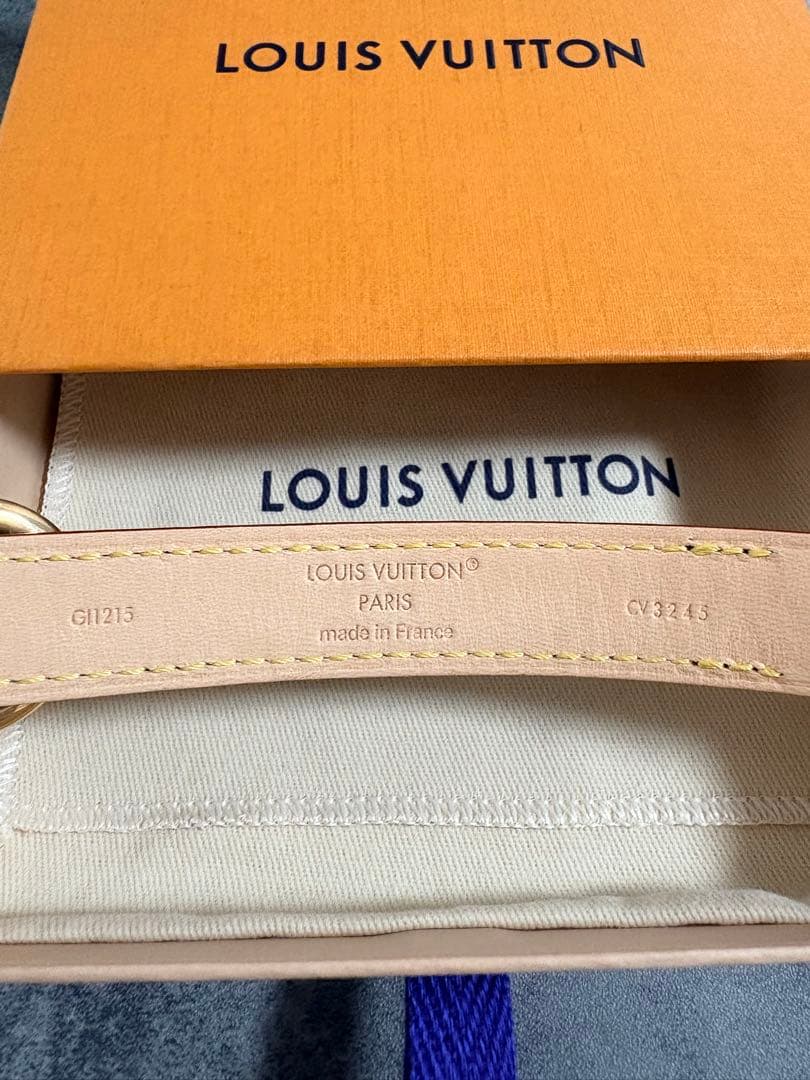 LOUIS VUITTON
LOUIS VUITTON
LOUIS VUITTON®
PARIS
made in France
GI1215
CV3245